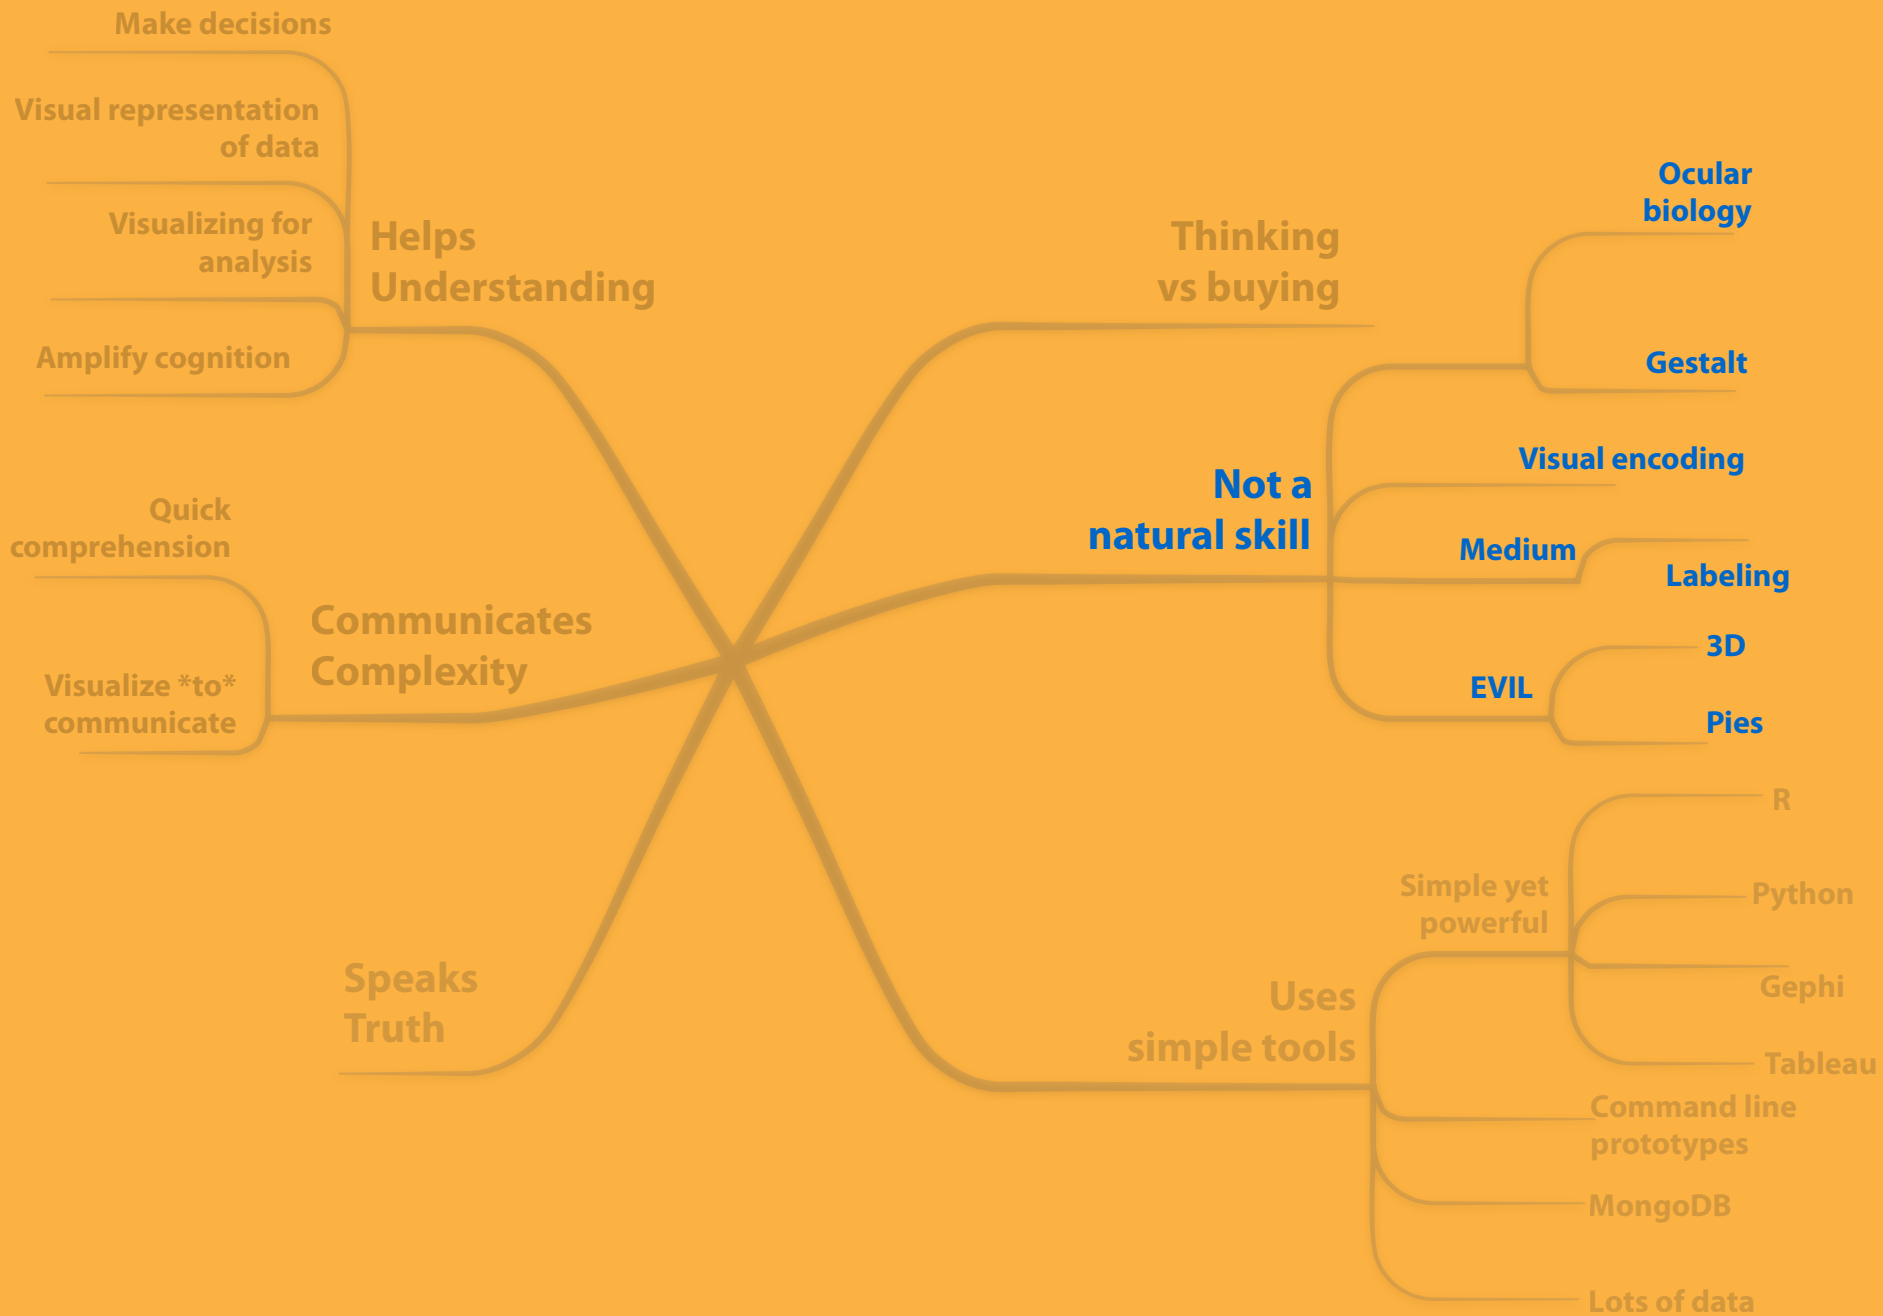 Make decisions
Visual representation
of data
Visualizing for
analysis
Amplify cognition
Helps
Understanding
Quick
comprehension
Visualize *to*
communicate
Communicates
Complexity
Speaks
Truth
Thinking
vs buying
Not a
natural skill
Ocular
biology
Gestalt
Visual encoding
Medium
Labeling
EVIL
3D
Pies
Uses
simple tools
Simple yet
powerful
R
Python
Gephi
Tableau
Command line
prototypes
MongoDB
Lots of data